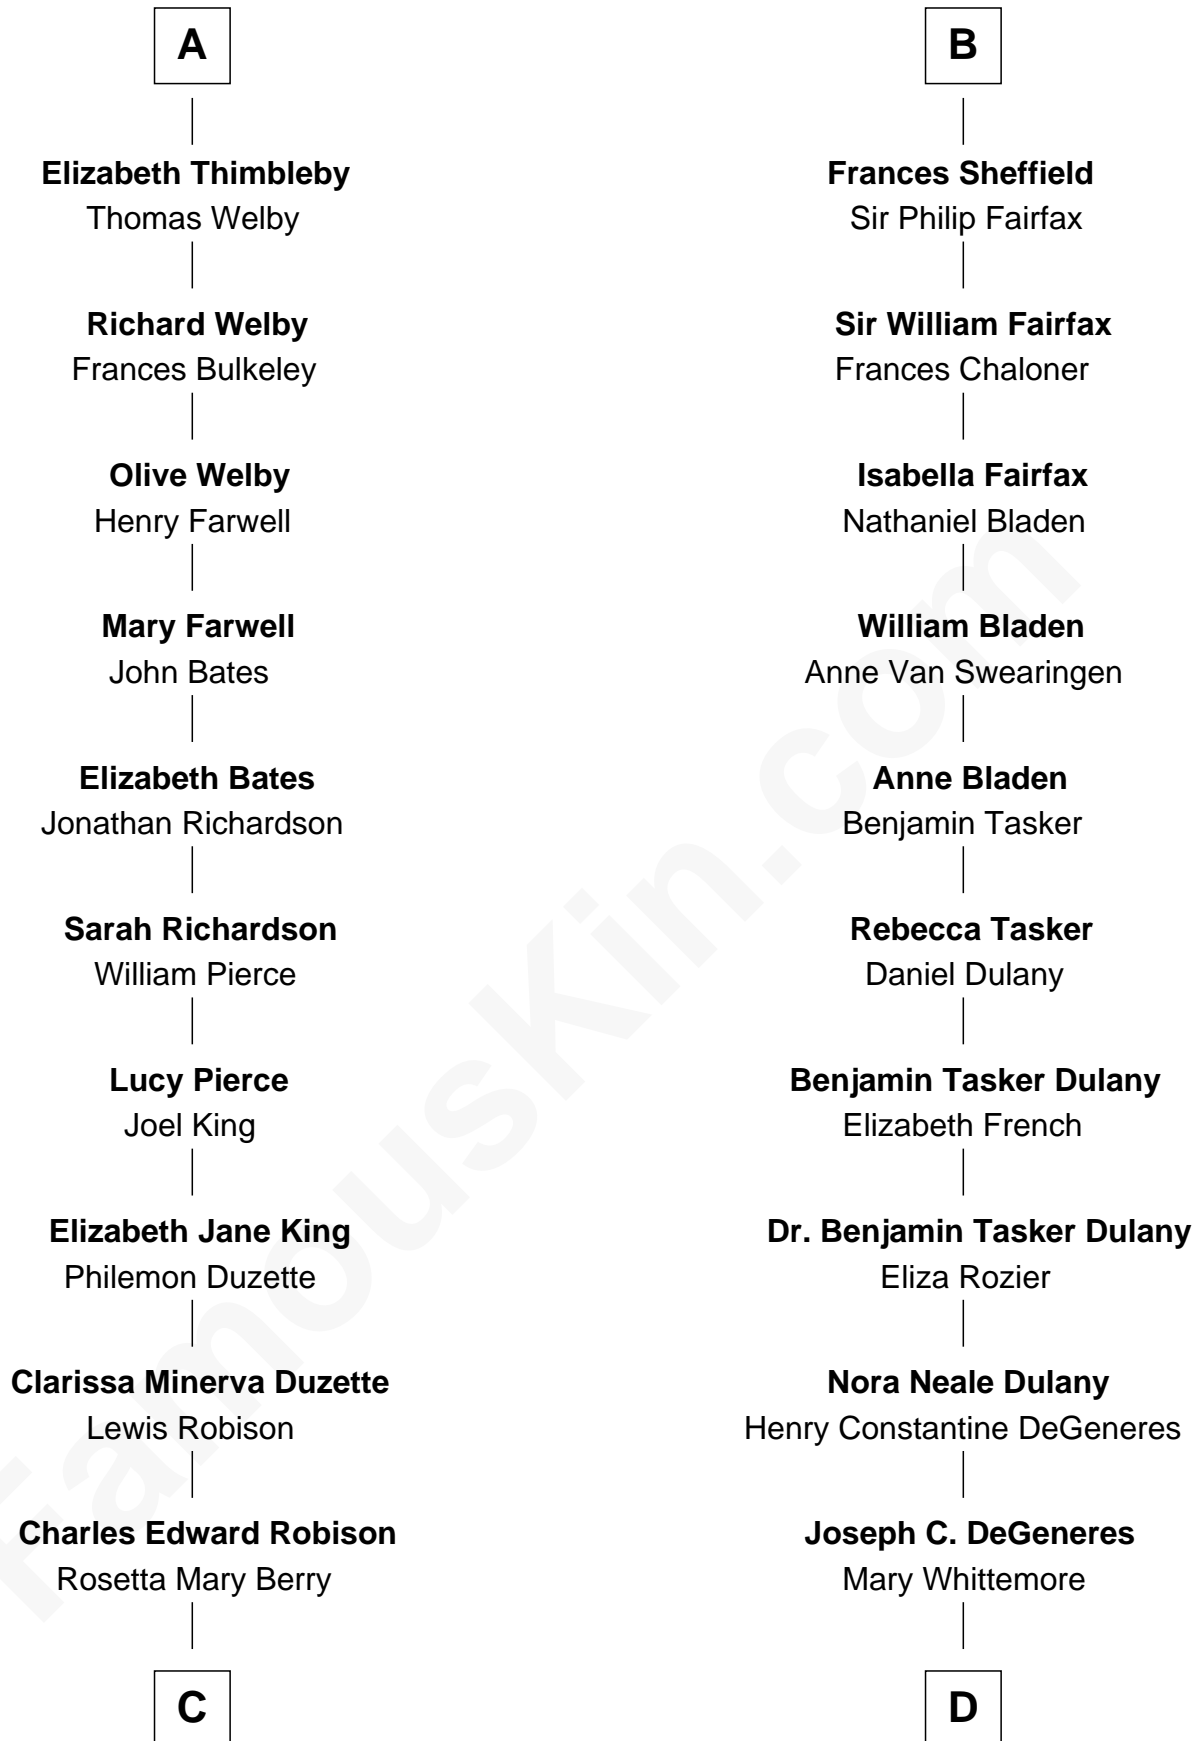 A
Elizabeth Thimbleby
Thomas Welby
Richard Welby
Frances Bulkeley
Olive Welby
Henry Farwell
Mary Farwell
John Bates
Elizabeth Bates
Jonathan Richardson
Sarah Richardson
William Pierce
Lucy Pierce
Joel King
Elizabeth Jane King
Philemon Duzette
Clarissa Minerva Duzette
Lewis Robison
Charles Edward Robison
Rosetta Mary Berry
C
B
Frances Sheffield
Sir Philip Fairfax
Sir William Fairfax
Frances Chaloner
Isabella Fairfax
Nathaniel Bladen
William Bladen
Anne Van Swearingen
Anne Bladen
Benjamin Tasker
Rebecca Tasker
Daniel Dulany
Benjamin Tasker Dulany
Elizabeth French
Dr. Benjamin Tasker Dulany
Eliza Rozier
Nora Neale Dulany
Henry Constantine DeGeneres
Joseph C. DeGeneres
Mary Whittemore
D
FamousKin.com